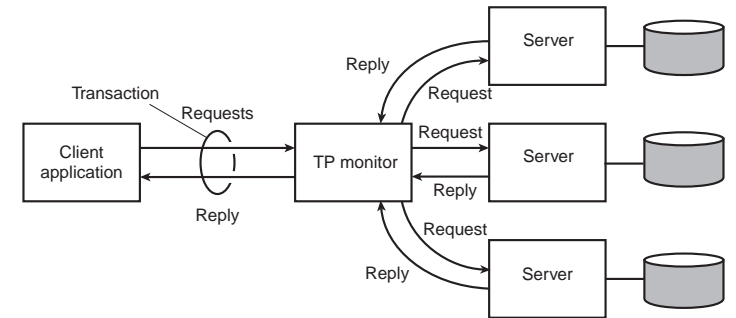 Server
Reply
Transaction
Request
Requests
Request
Client
application
TP monitor
Server
Reply
Reply
Request
Reply
Server